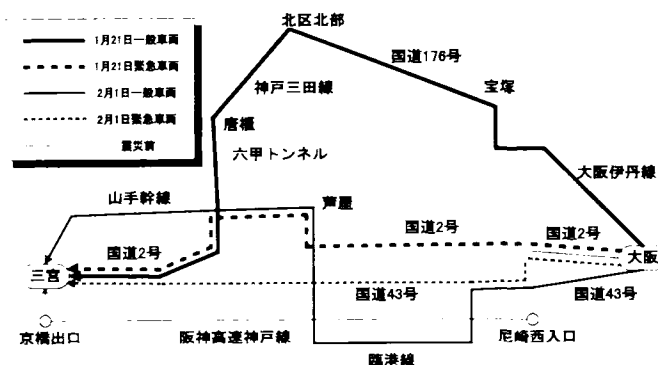 1月21日一般車両
1月21日緊急車両
2月1日一般車両
2月1日緊急車両
震災前
北区北部
国道176号
宝塚
神戸三田線
唐櫃
六甲トンネル
大阪伊丹線
山手幹線
芦屋
国道2号
国道2号
国道2号
大阪
三宮
国道43号
国道43号
京橋出口
阪神高速神戸線
尼崎西入口
臨港線